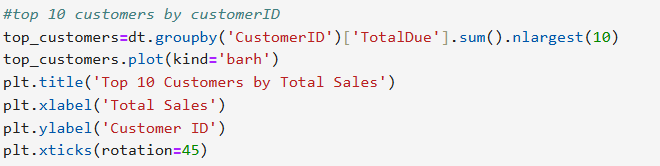 #top 10 customers by customerID
top_customers=dt.groupby('CustomerID')['TotalDue'].sum().nlargest(10)
top_customers.plot(kind='barh')
plt.title('Top 10 Customers by Total Sales')
plt.xlabel('Total Sales')
plt.ylabel('Customer ID')
plt.xticks(rotation=45)